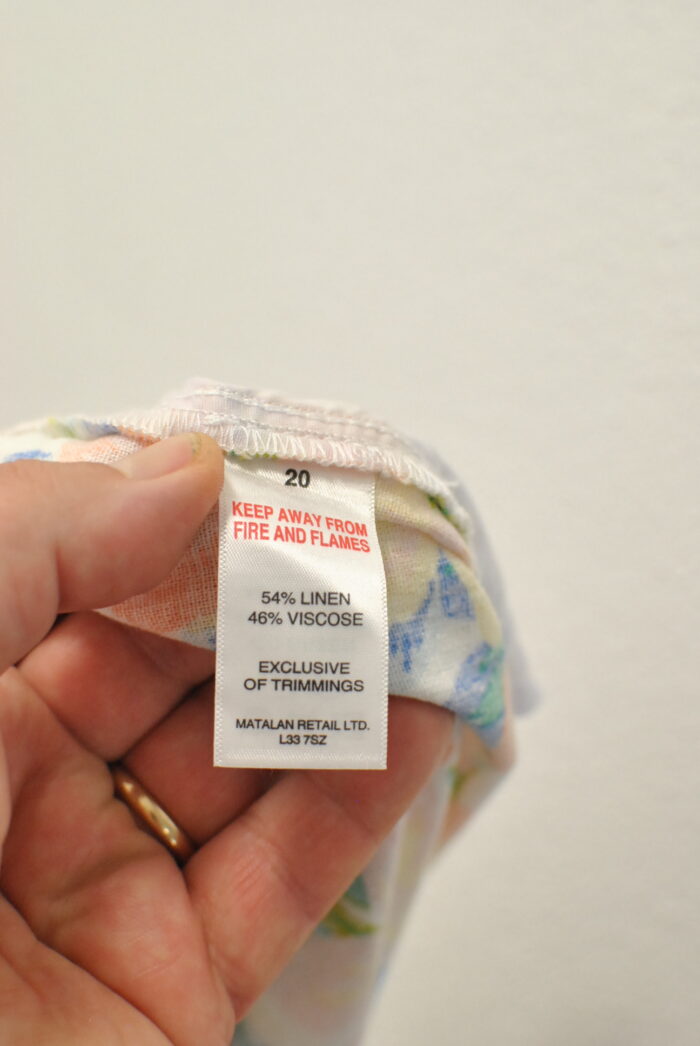 20
KEEP AWAY FROM
FIRE AND FLAMES
54% LINEN
46% VISCOSE
EXCLUSIVE
OF TRIMMINGS
MATALAN RETAIL LTD.
L33 7SZ